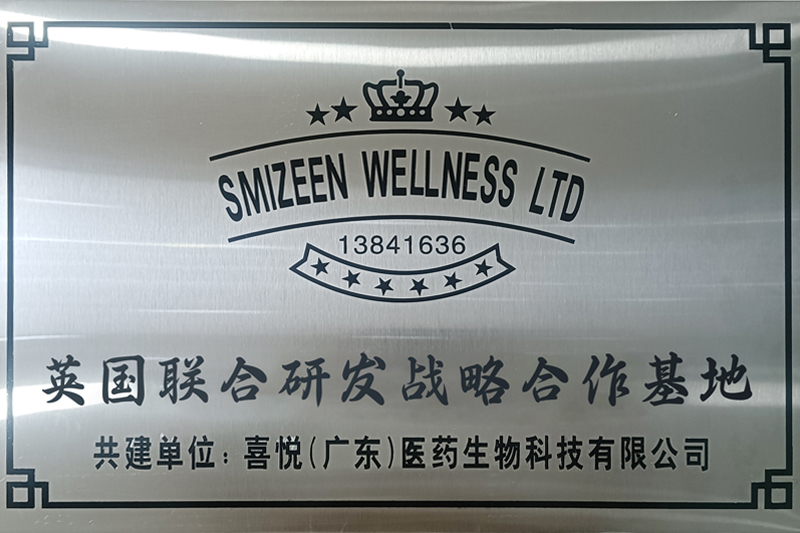 SMIZEEN WELLNESS LTD
13841636
英国联合研发战略合作基地
共建单位：喜悦（广东）医药生物科技有限公司